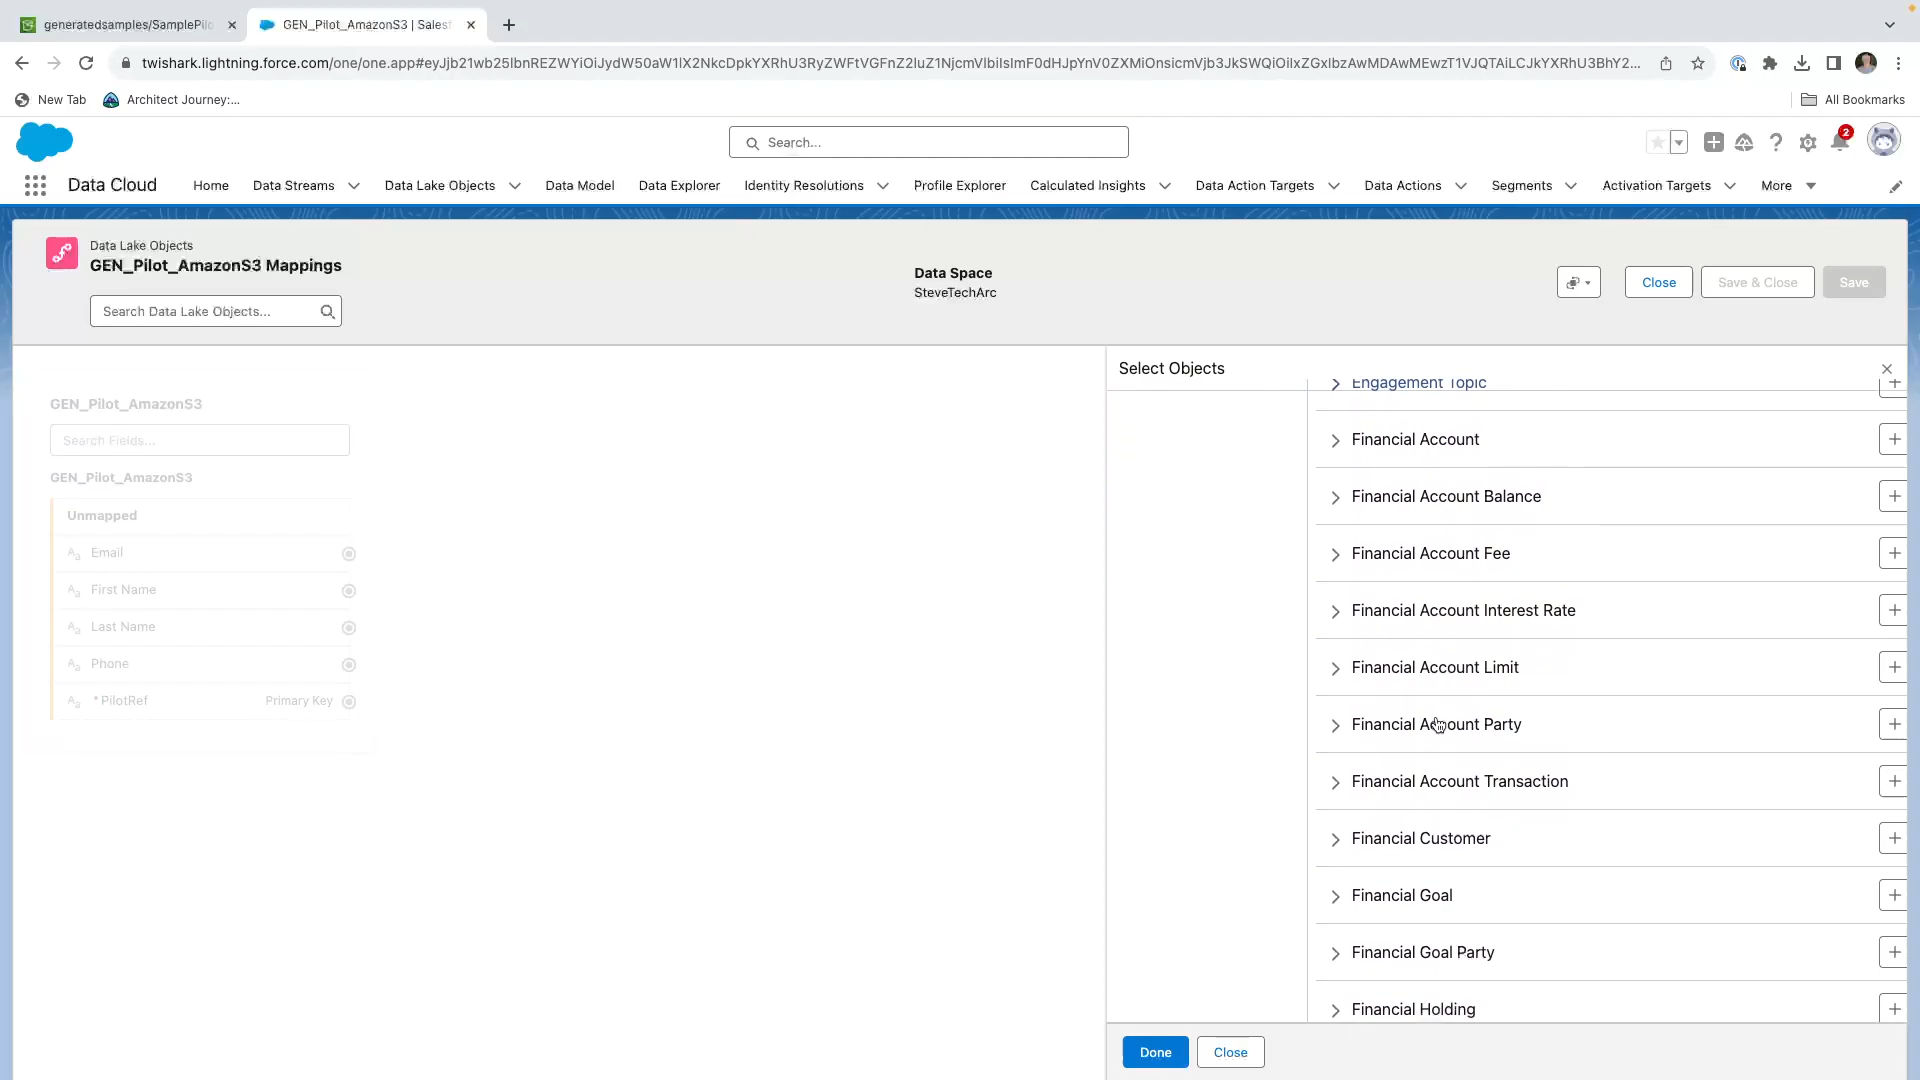 generatedsamples/SamplePilo
GEN_Pilot_AmazonS3 | Salesf
twishark.lightning.force.com/one/one.app#eyJjb21wb25lbnREZWYiOiJydW50aW1lX2NkcDpkYXRhU3RyZWFtVGFnZ2luZ1NjcmVlbiIsImF0dHJpYnV0ZXMiOnsicmVjb3JkSWQiOiIxZGxIbzAwMDAwMEwzT1VJQTAiLCJkYXRhU3BhY2...
New Tab
Architect Journey:...
All Bookmarks
Search...
2
Data Cloud
Home
Data Streams
Data Lake Objects
Data Model
Data Explorer
Identity Resolutions
Profile Explorer
Calculated Insights
Data Action Targets
Data Actions
Segments
Activation Targets
More
Data Lake Objects
GEN_Pilot_AmazonS3 Mappings
Search Data Lake Objects...
Data Space
SteveTechArc
Close
Save & Close
Save
GEN_Pilot_AmazonS3
Search Fields...
GEN_Pilot_AmazonS3
Unmapped
Email
First Name
Last Name
Phone
* PilotRef Primary Key
Select Objects
Engagement Topic
Financial Account
Financial Account Balance
Financial Account Fee
Financial Account Interest Rate
Financial Account Limit
Financial Account Party
Financial Account Transaction
Financial Customer
Financial Goal
Financial Goal Party
Financial Holding
Done
Close